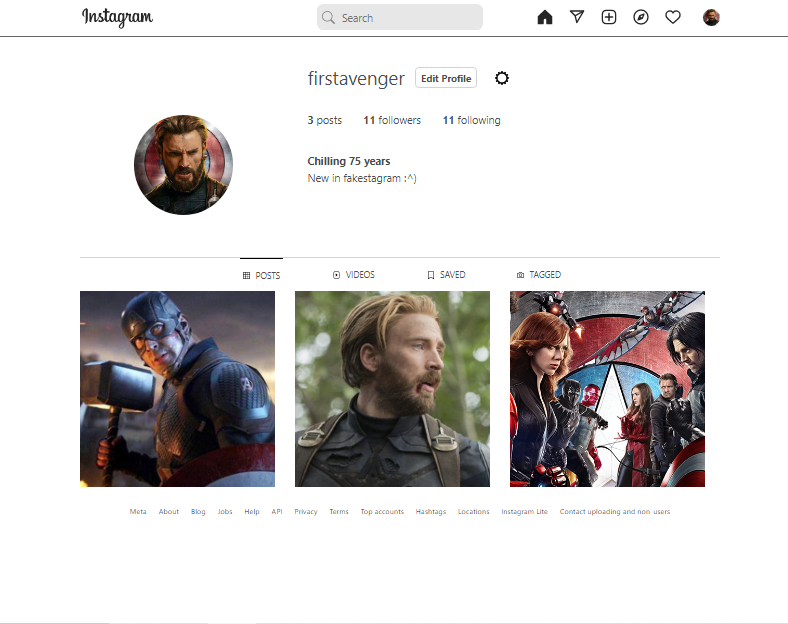 Instagram
Search
firstavenger Edit Profile
3 posts 11 followers 11 following
Chilling 75 years
New in fakestagram :^)
POSTS VIDEOS SAVED TAGGED
A
Meta About Blog Jobs Help API Privacy Terms Top accounts Hashtags Locations Instagram Lite Contact uploading and non-users